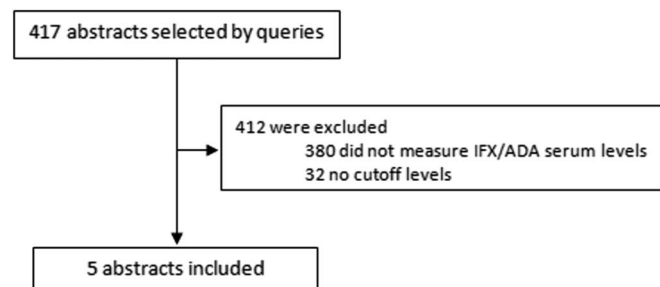 417 abstracts selected by queries
412 were excluded
380 did not measure IFX/ADA serum levels
32 no cutoff levels
5 abstracts included